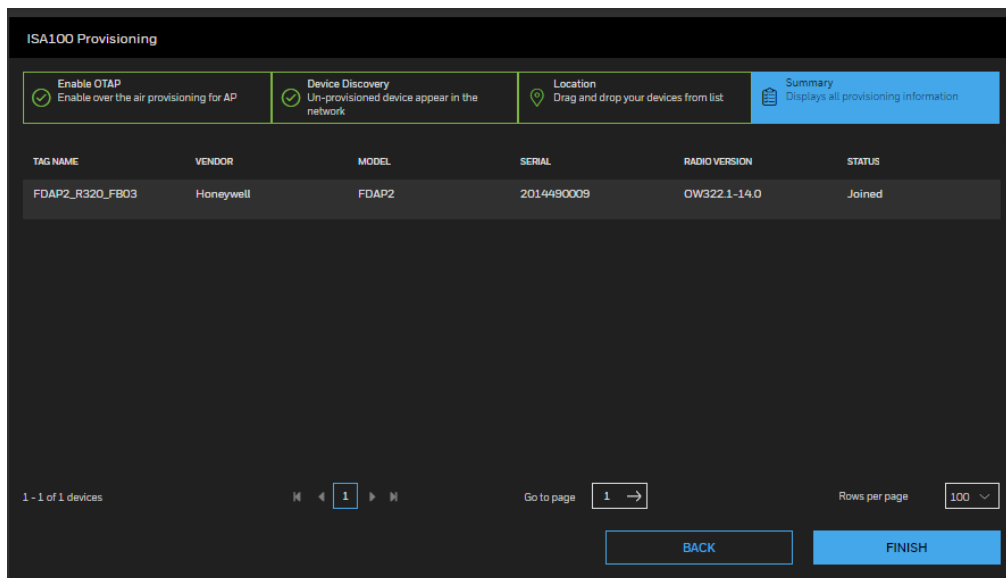 ISA100 Provisioning
Enable OTAP
Enable over the air provisioning for AP
Device Discovery
Un-provisioned device appear in the
network
Location
Drag and drop your devices from list
Summary
Displays all provisioning information
TAG NAME VENDOR MODEL SERIAL RADIO VERSION STATUS
FDAP2_R320_FB03 Honeywell FDAP2 2014490009 OW322.1-14.0 Joined
1 - 1 of 1 devices 1 Go to page 1 Rows per page 100
BACK FINISH